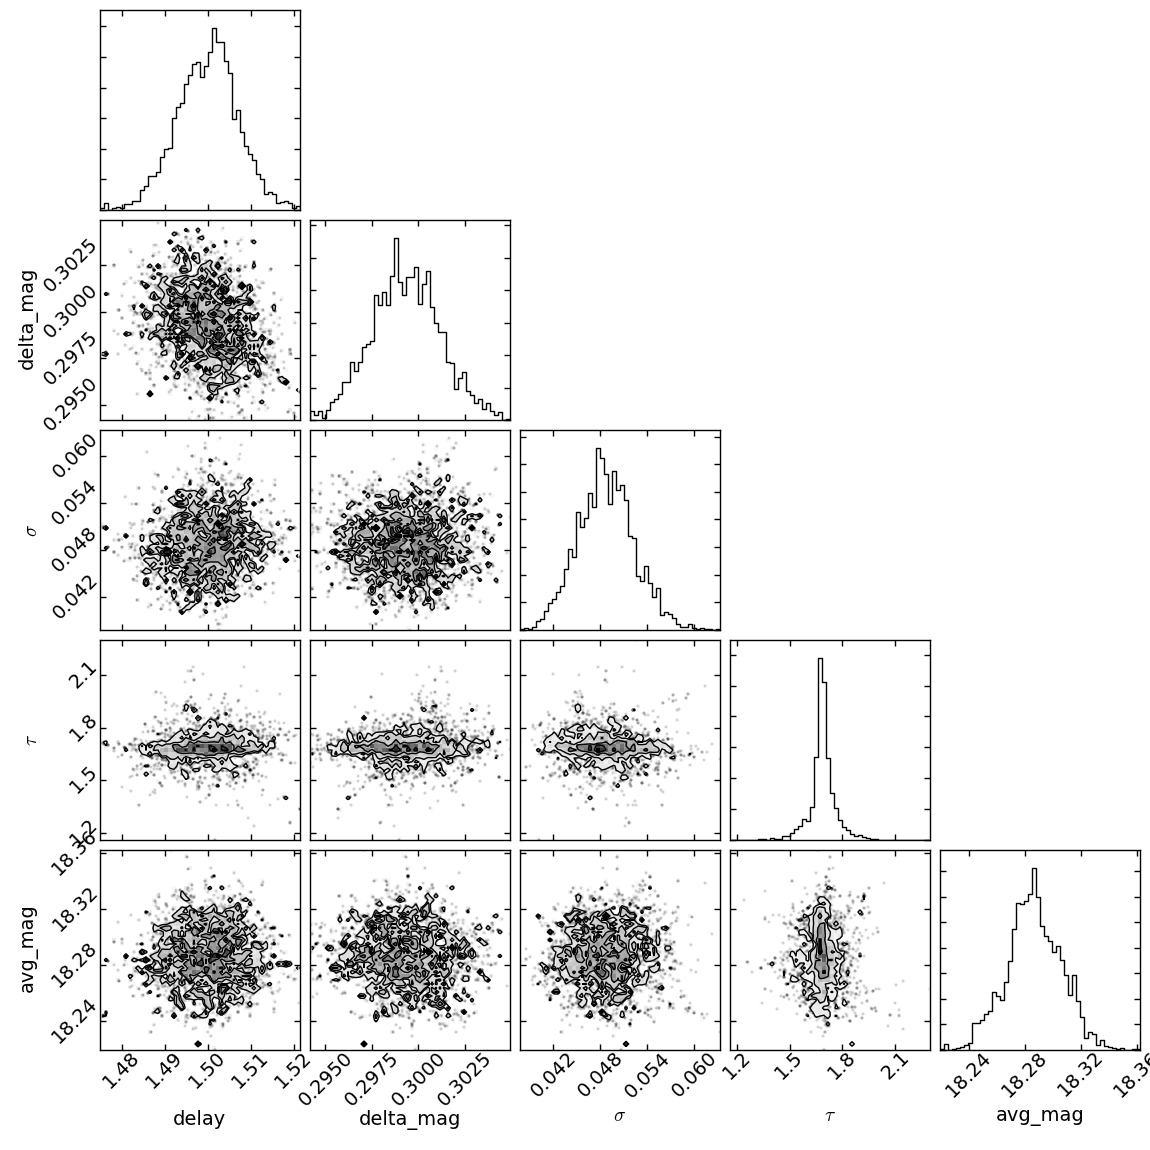 delta_mag
0.3025
0.3000
0.2975
0.2950
σ
0.060
0.054
0.048
0.042
τ
2.1
1.8
1.5
1.2
avg_mag
18.36
18.32
18.28
18.24
1.48 1.49 1.50 1.51 1.52
0.2950 0.2975 0.3000 0.3025
0.042 0.048 0.054 0.060
1.2 1.5 1.8 2.1
18.24 18.28 18.32 18.36
delay delta_mag σ τ avg_mag